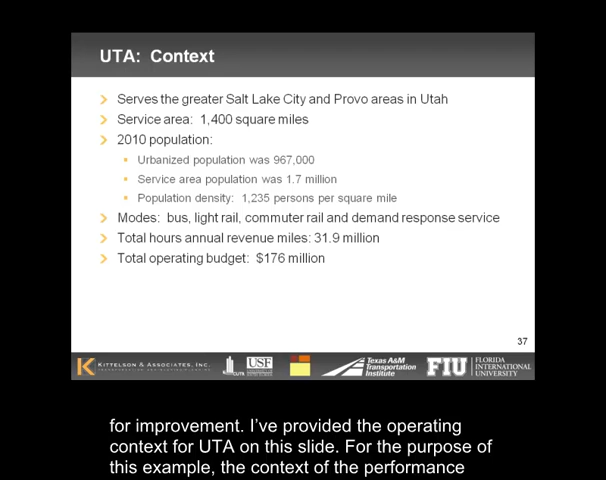 UTA: Context
Serves the greater Salt Lake City and Provo areas in Utah
Service area: 1,400 square miles
2010 population:
Urbanized population was 967,000
Service area population was 1.7 million
Population density: 1,235 persons per square mile
Modes: bus, light rail, commuter rail and demand response service
Total hours annual revenue miles: 31.9 million
Total operating budget: $176 million
37
KITTELSON & ASSOCIATES, INC.
CUTR
USF
Texas A&M
Transportation
Institute
FIU
FLORIDA
INTERNATIONAL
UNIVERSITY
for improvement. I've provided the operating
context for UTA on this slide. For the purpose of
this example, the context of the performance